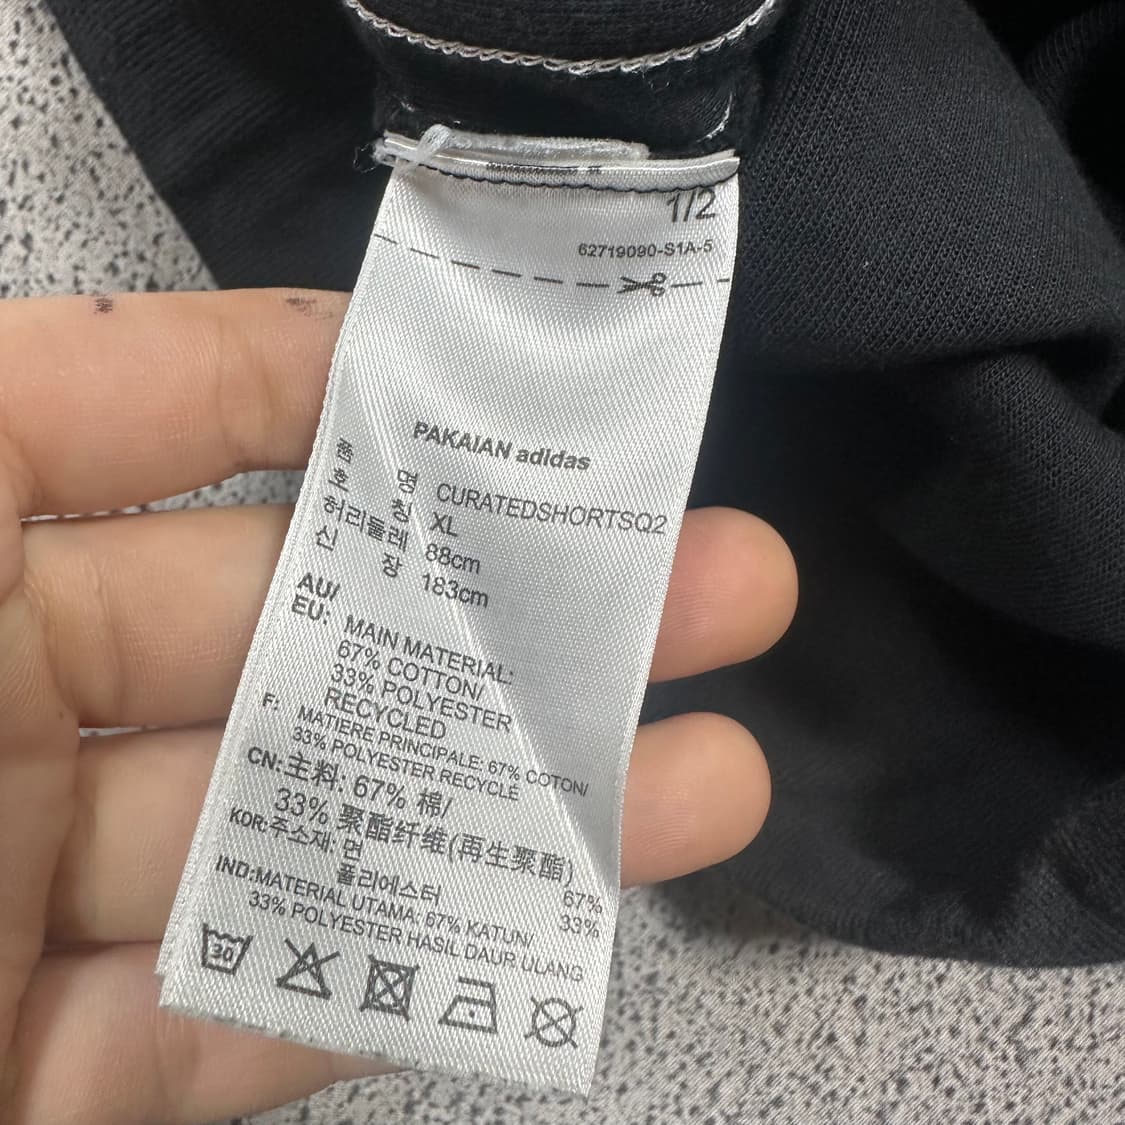 1/2
62719090-S1A-5
PAKAIAN adidas
품 명 CURATEDSHORTSQ2
호 칭 XL
허리둘레 88cm
신 장 183cm
AU/
EU: MAIN MATERIAL:
67% COTTON/
33% POLYESTER
RECYCLED
F: MATIERE PRINCIPALE: 67% COTON/
33% POLYESTER RECYCLÉ
CN:主料: 67% 棉/
33% 聚酯纤维(再生聚酯)
KOR:주소재: 면 67%
폴리에스터 33%
IND:MATERIAL UTAMA: 67% KATUN/
33% POLYESTER HASIL DAUR ULANG
30